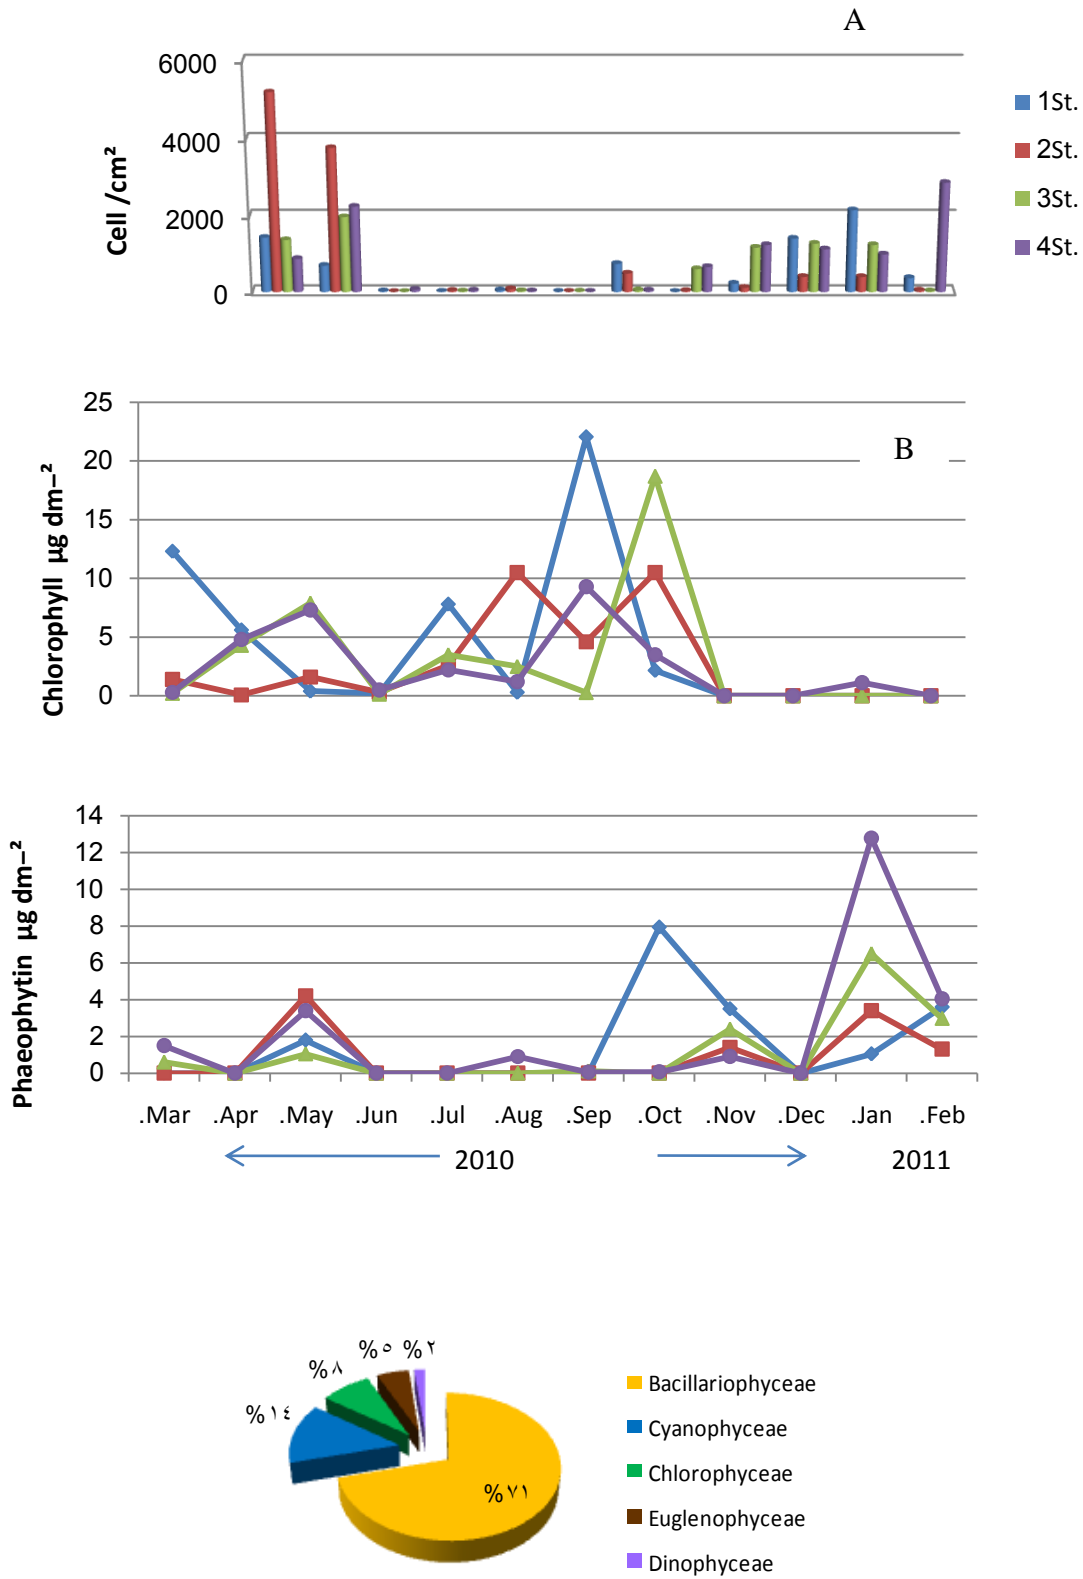 A
6000
4000
2000
0
Cell /cm²
1St.
2St.
3St.
4St.
25
20
15
10
5
0
Chlorophyll µg dm–²
B
14
12
10
8
6
4
2
0
Phaeophytin µg dm–²
.Mar .Apr .May .Jun .Jul .Aug .Sep .Oct .Nov .Dec .Jan .Feb
2010 2011
%٥ %٢
%٨
%١٤
%٧١
Bacillariophyceae
Cyanophyceae
Chlorophyceae
Euglenophyceae
Dinophyceae